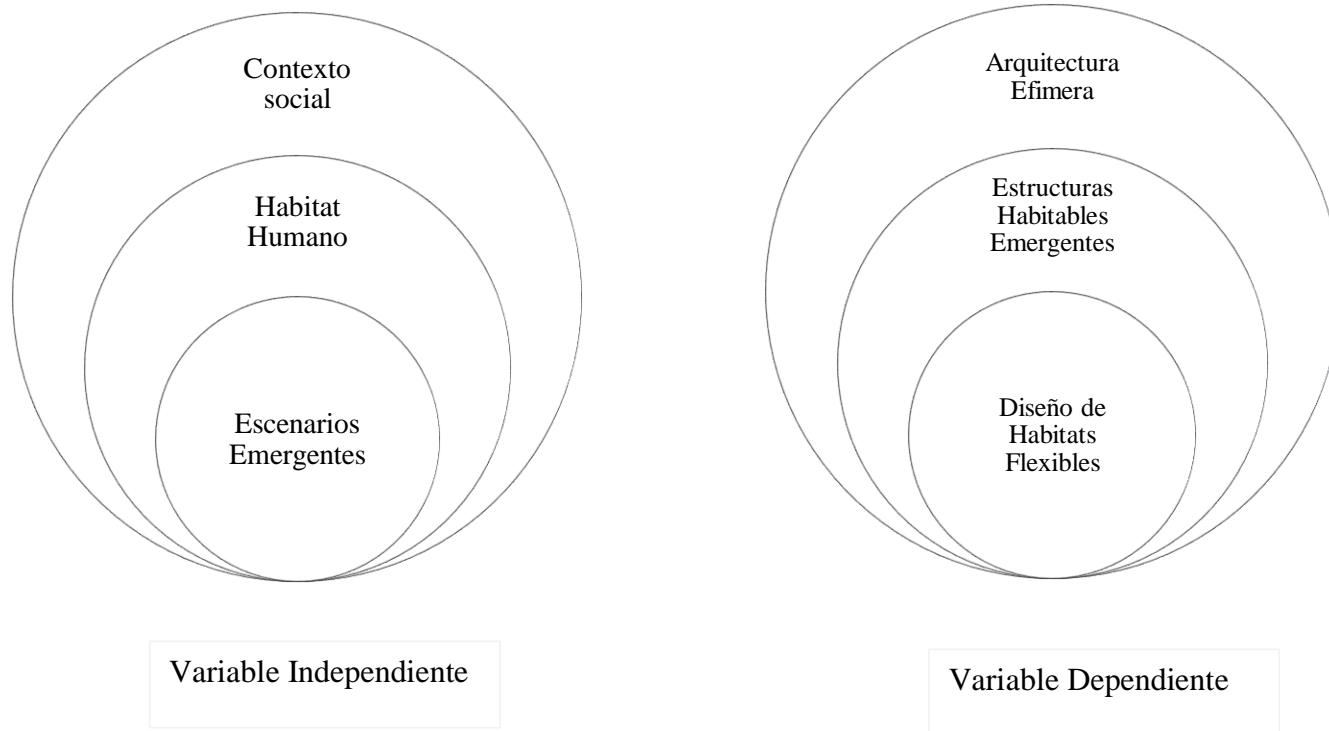 Contexto
social
Habitat
Humano
Escenarios
Emergentes
Variable Independiente
Arquitectura
Efimera
Estructuras
Habitables
Emergentes
Diseño de
Habitats
Flexibles
Variable Dependiente